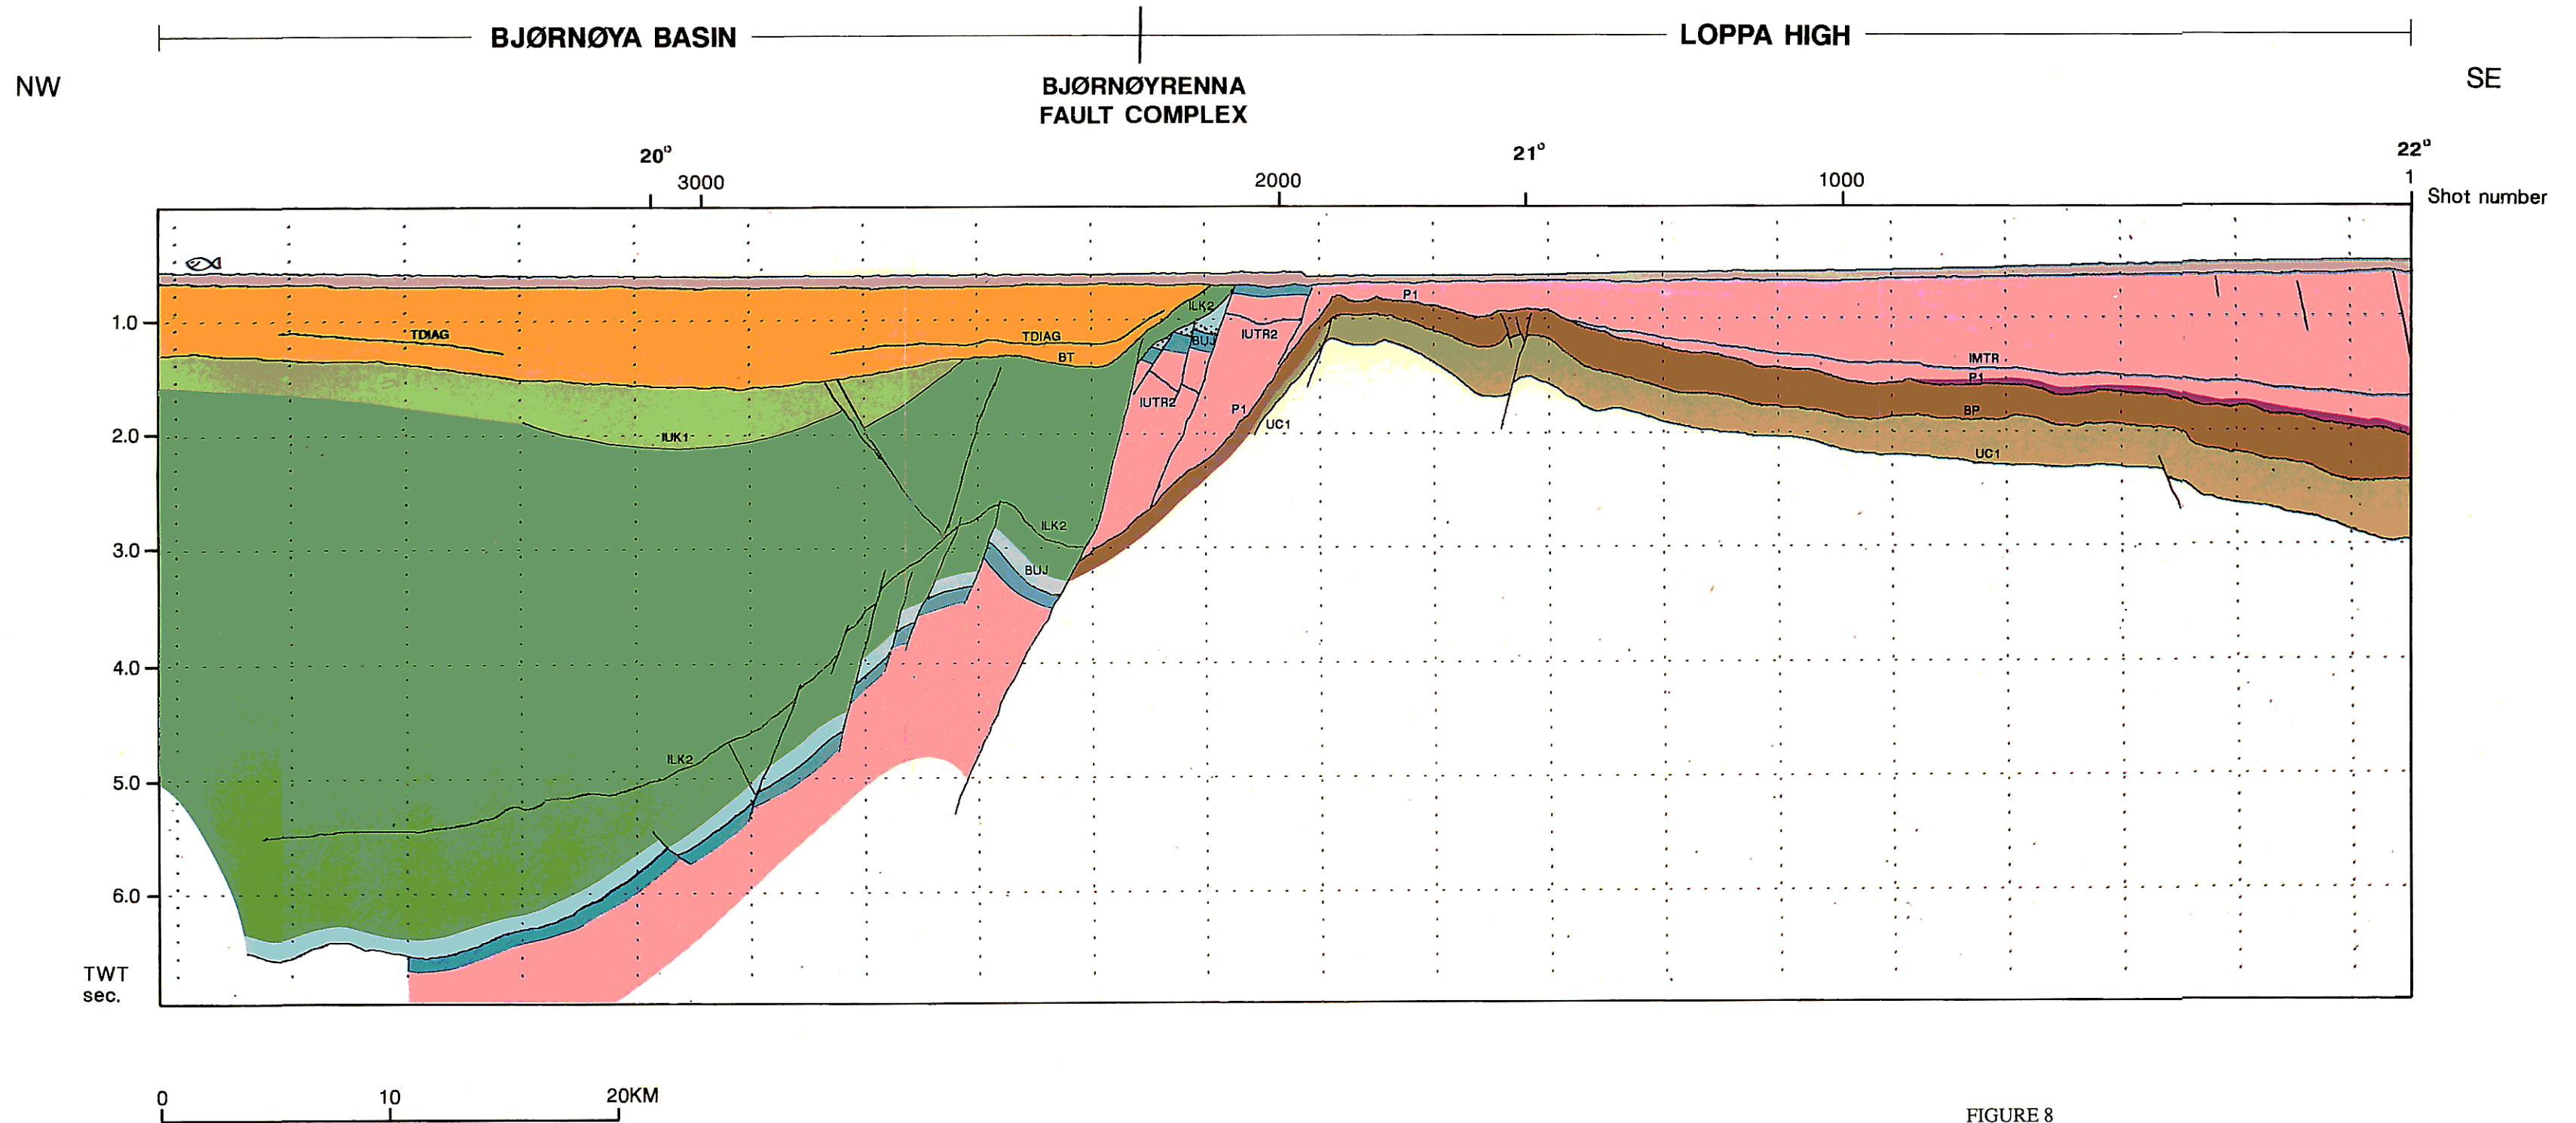 BJØRNØYA BASIN
LOPPA HIGH
NW
BJØRNØYRENNA
FAULT COMPLEX
SE
20°
21°
22°
3000
2000
1000
1
Shot number
ILK2
P1
1.0
TDIAG
TDIAG
BUJ
IUTR2
BT
IMTR
P1
IUTR2
P1
BP
2.0
IUK1
UC1
UC1
ILK2
3.0
BUJ
4.0
ILK2
5.0
6.0
TWT
sec.
0
10
20KM
FIGURE 8